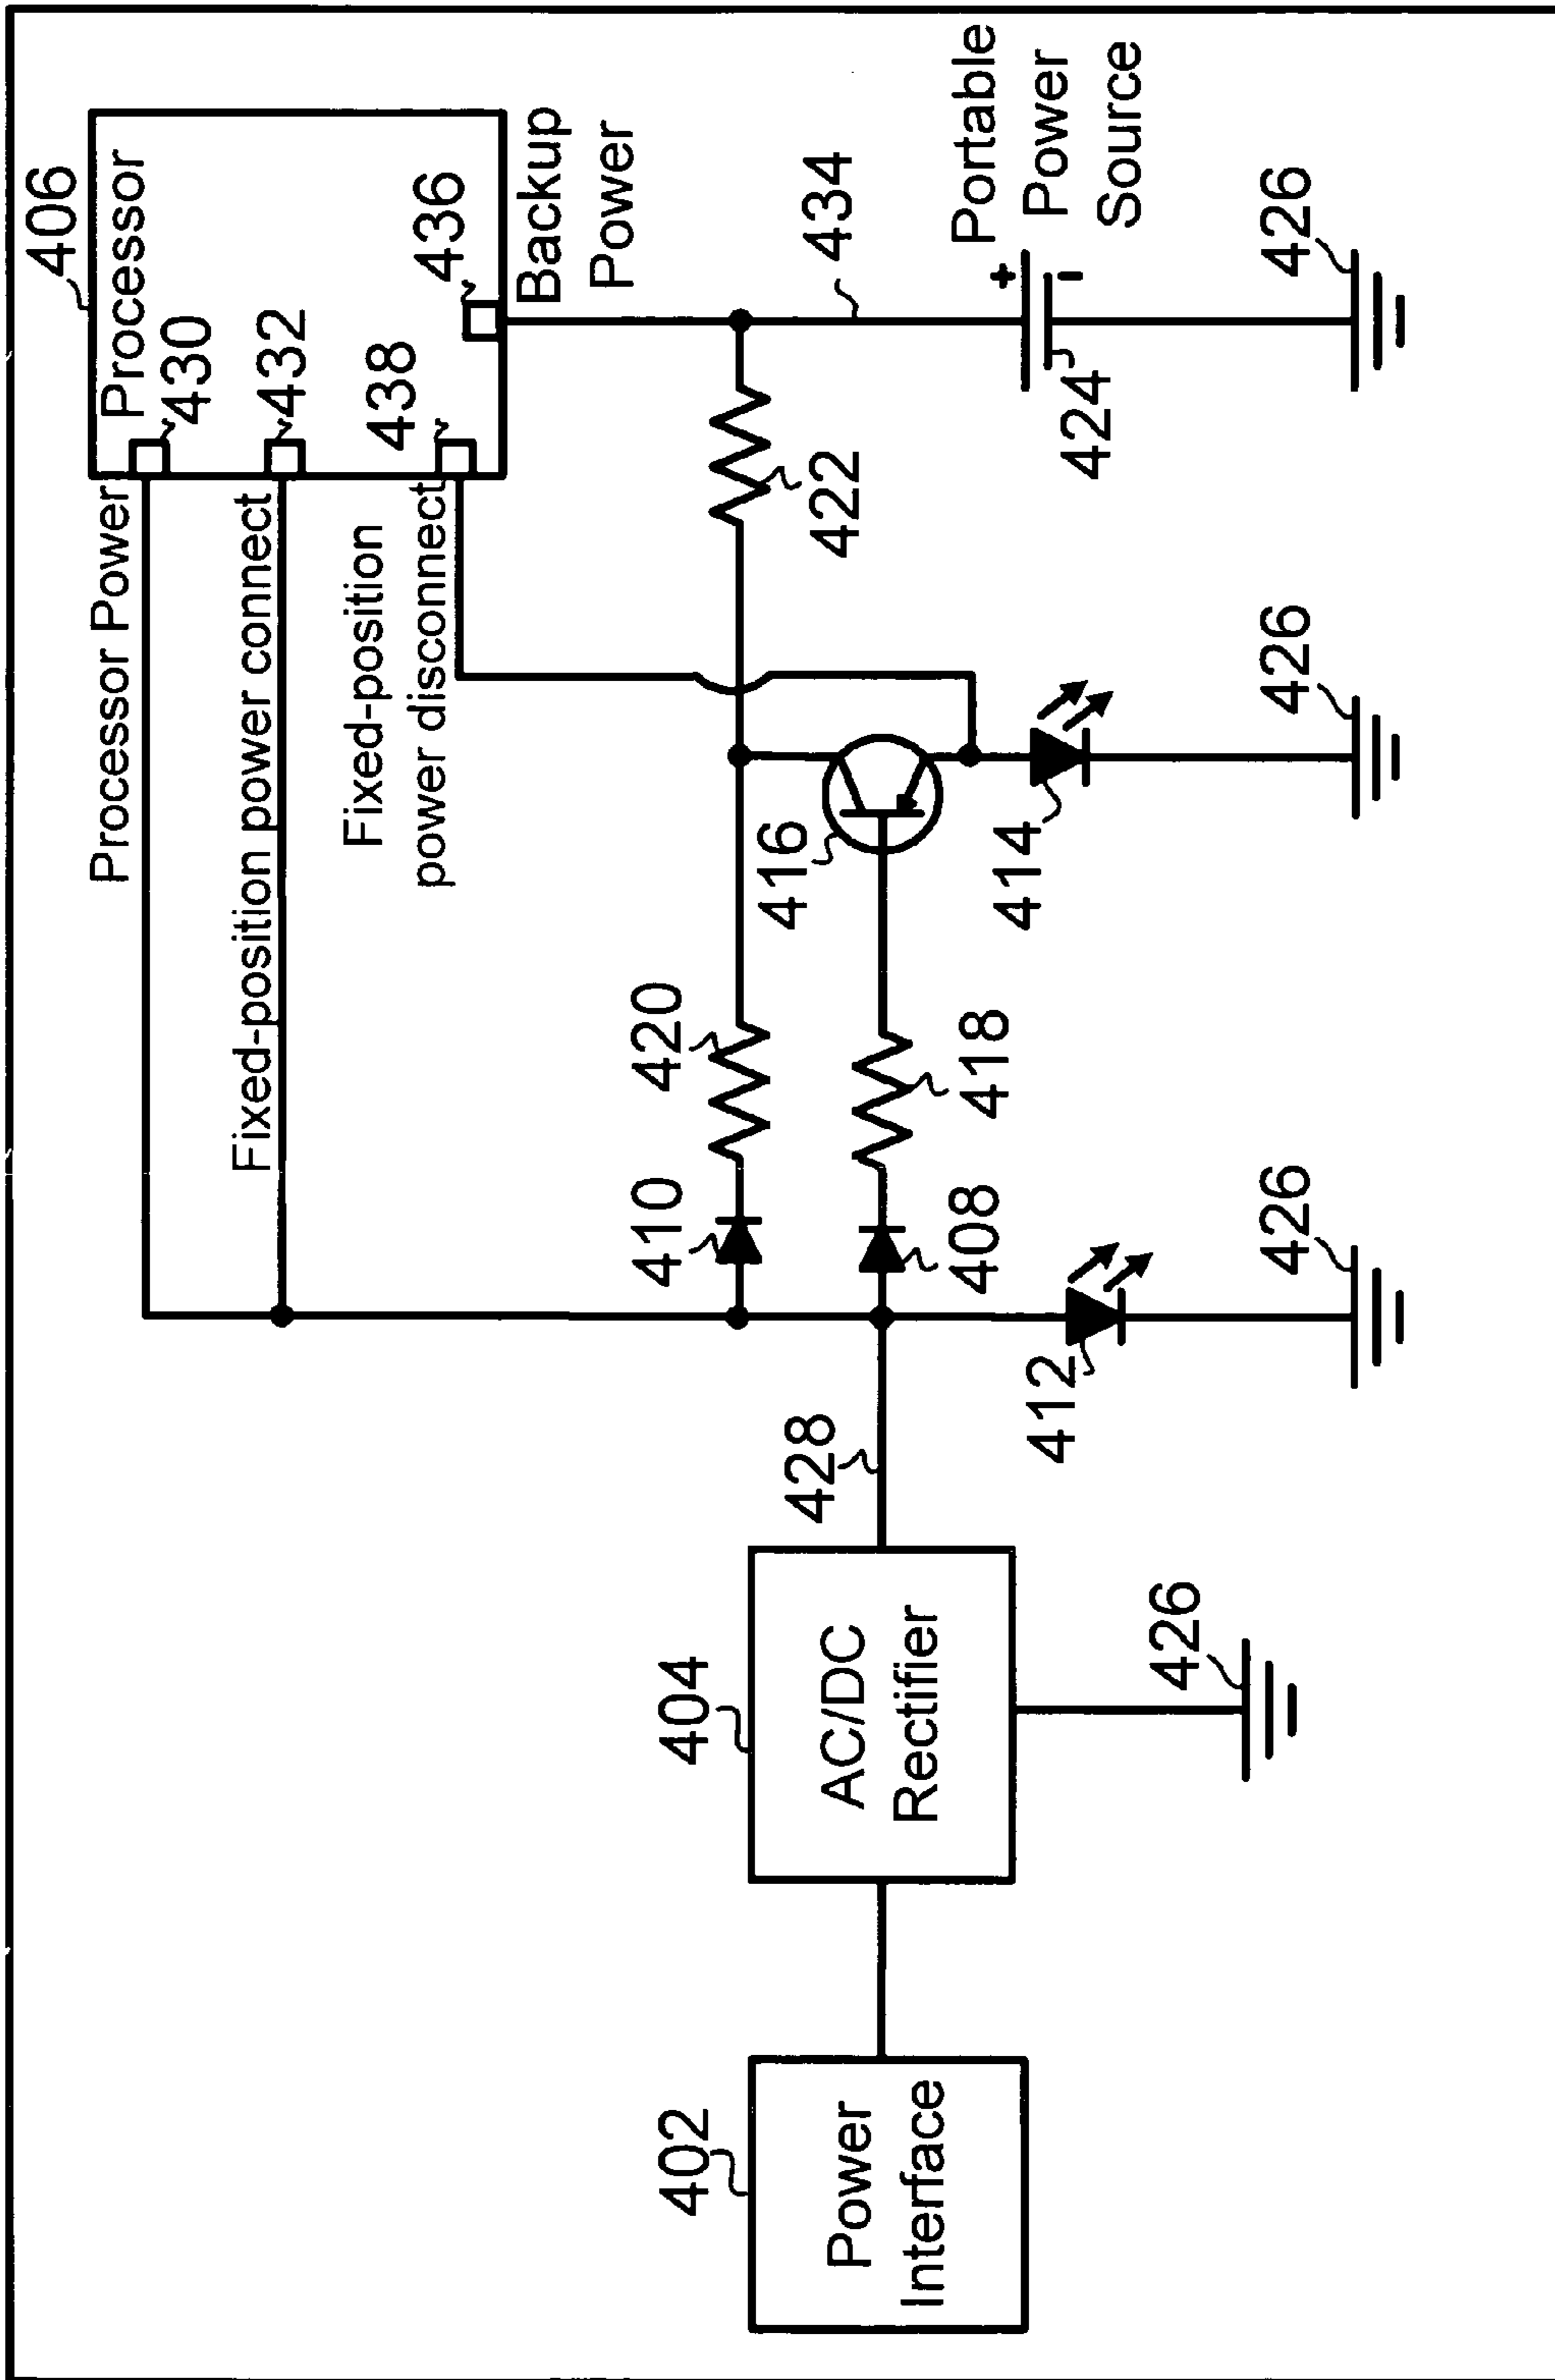 406
Processor
430
432
438
436
Processor Power
Fixed-position power connect
Fixed-position
power disconnect
Backup
Power
434
Portable
Power
Source
424
426
422
416
414
426
420
418
410
408
412
426
428
404
AC/DC
Rectifier
426
402
Power
Interface
+
-